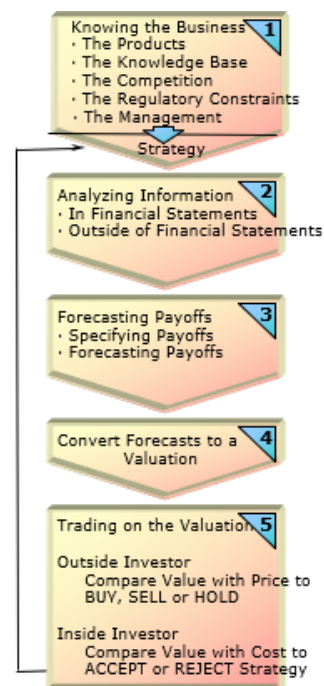 Knowing the Business
1
· The Products
· The Knowledge Base
· The Competition
· The Regulatory Constraints
· The Management
Strategy
Analyzing Information
2
· In Financial Statements
· Outside of Financial Statements
Forecasting Payoffs
3
· Specifying Payoffs
· Forecasting Payoffs
Convert Forecasts to a
4
Valuation
Trading on the Valuation
5
Outside Investor
Compare Value with Price to
BUY, SELL or HOLD
Inside Investor
Compare Value with Cost to
ACCEPT or REJECT Strategy